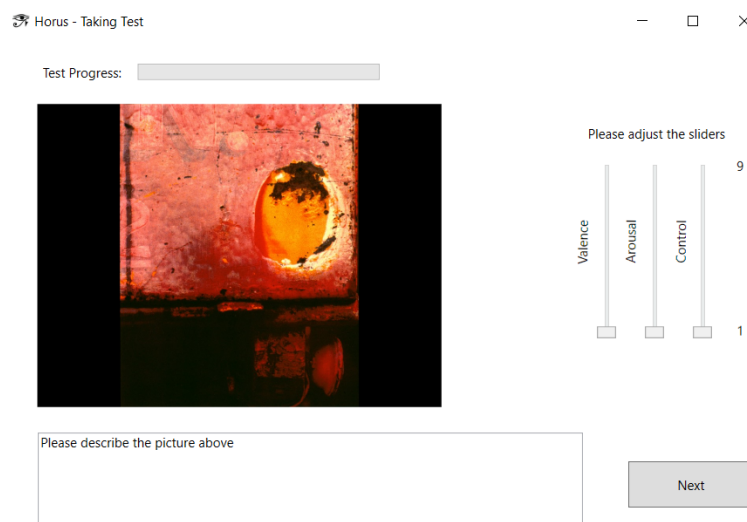 Horus - Taking Test
Test Progress:
Please adjust the sliders
9
Valence
Arousal
Control
1
Please describe the picture above
Next